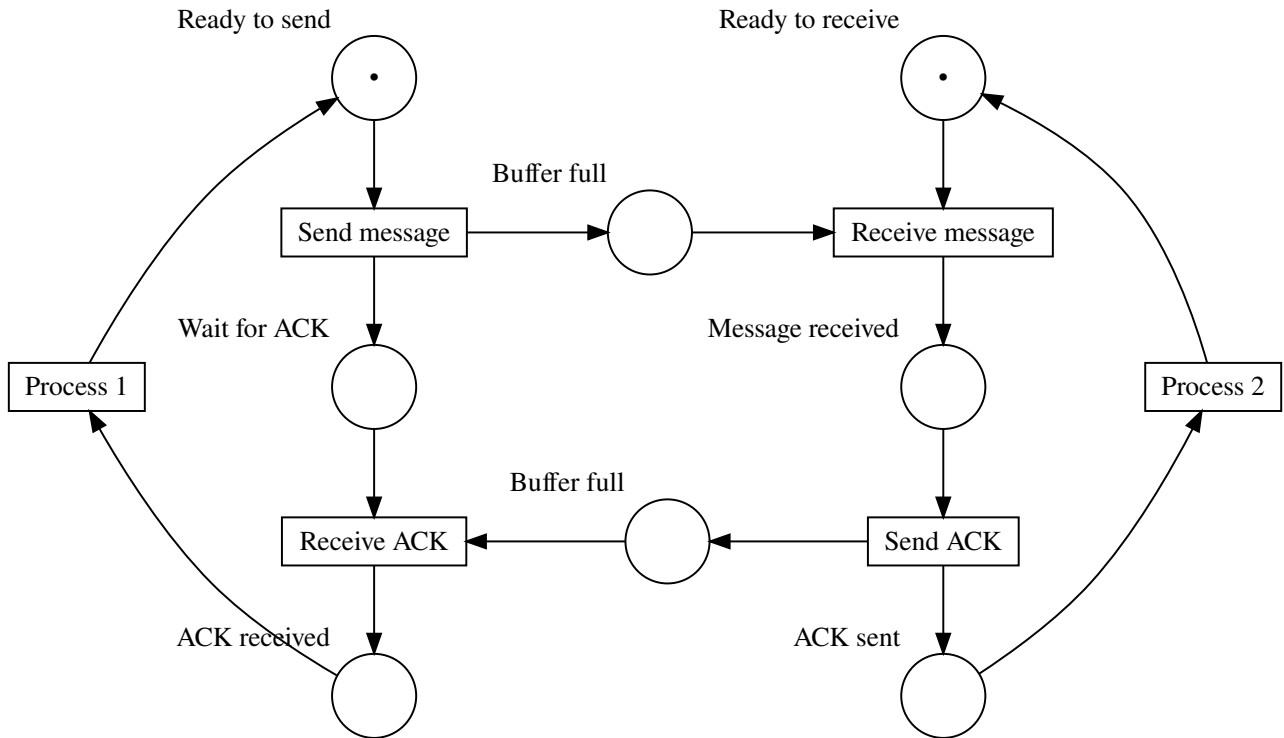 Ready to send
Ready to receive
Buffer full
Send message
Receive message
Wait for ACK
Message received
Process 1
Process 2
Buffer full
Receive ACK
Send ACK
ACK received
ACK sent